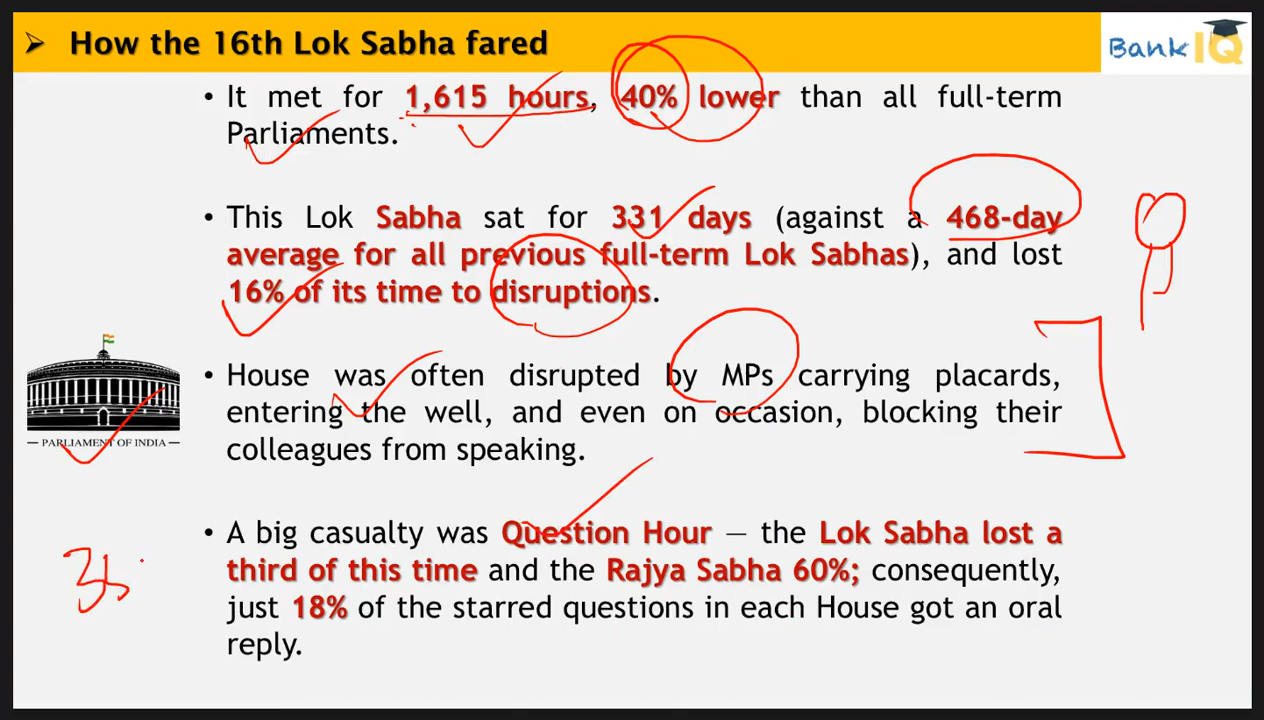 ➤ How the 16th Lok Sabha fared
Bank IQ
• It met for 1,615 hours, 40% lower than all full-term
Parliaments.
• This Lok Sabha sat for 331 days (against a 468-day
average for all previous full-term Lok Sabhas), and lost
16% of its time to disruptions.
• House was often disrupted by MPs carrying placards,
entering the well, and even on occasion, blocking their
colleagues from speaking.
— PARLIAMENT OF INDIA —
• A big casualty was Question Hour — the Lok Sabha lost a
third of this time and the Rajya Sabha 60%; consequently,
just 18% of the starred questions in each House got an oral
reply.